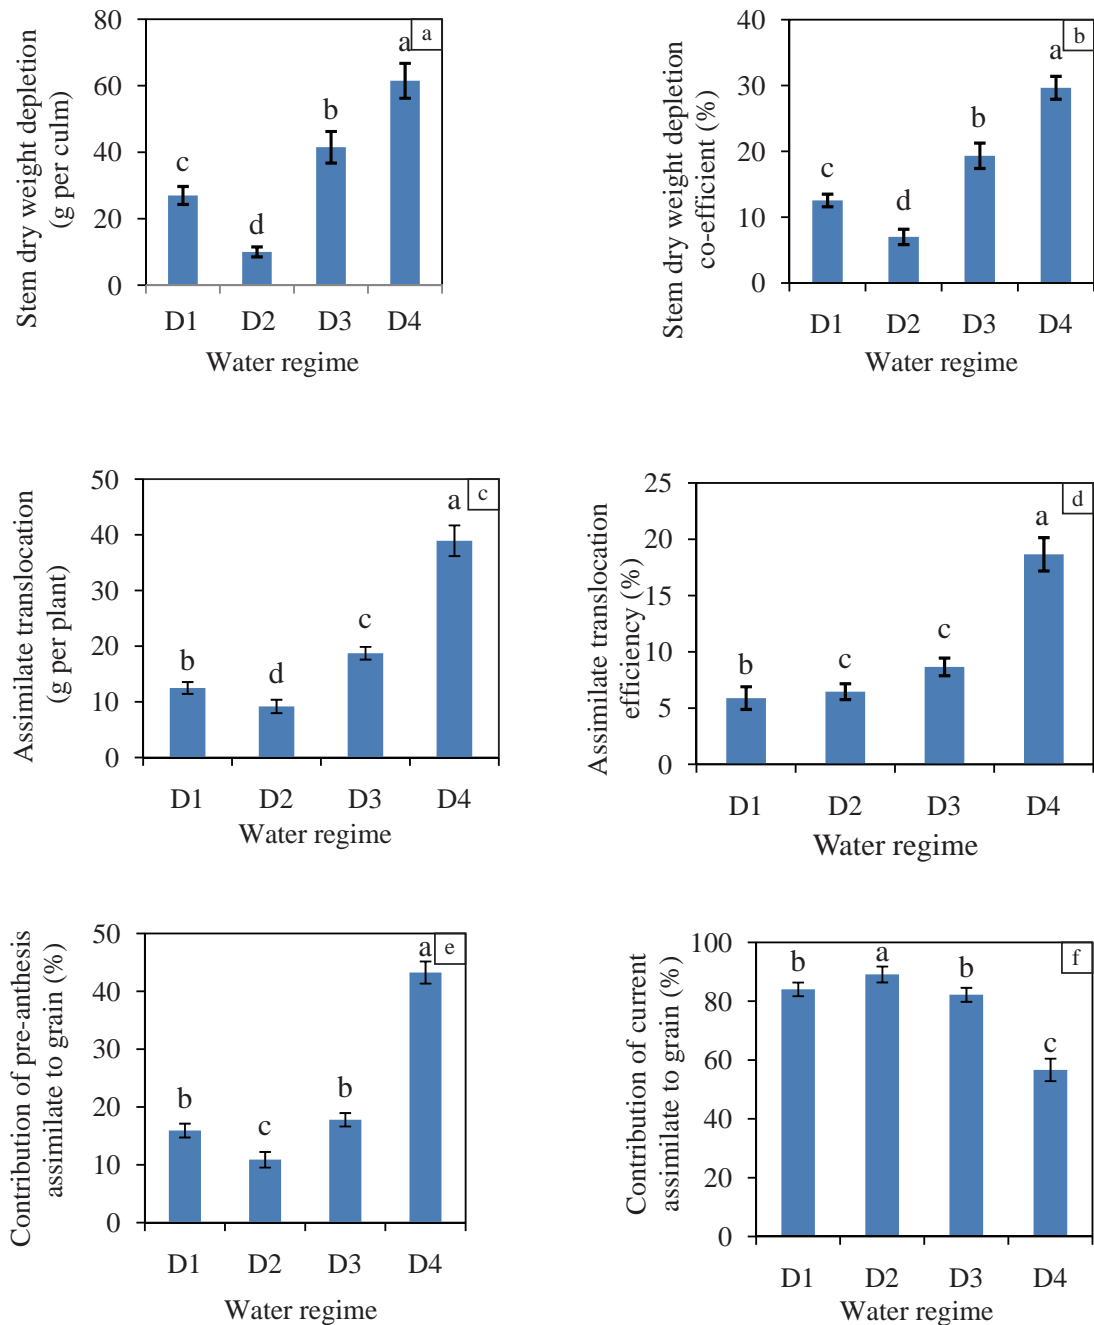 Stem dry weight depletion
(g per culm)
80
60
40
20
0
c
d
b
a
a
D1 D2 D3 D4
Water regime
Stem dry weight depletion
co-efficient (%)
40
30
20
10
0
c
d
b
a
b
D1 D2 D3 D4
Water regime
Assimilate translocation
(g per plant)
50
40
30
20
10
0
b
d
c
a
c
D1 D2 D3 D4
Water regime
Assimilate translocation
efficiency (%)
25
20
15
10
5
0
b
c
c
a
d
D1 D2 D3 D4
Water regime
Contribution of pre-anthesis
assimilate to grain (%)
50
40
30
20
10
0
b
c
b
a
e
D1 D2 D3 D4
Water regime
Contribution of current
assimilate to grain (%)
100
80
60
40
20
0
b
a
b
c
f
D1 D2 D3 D4
Water regime